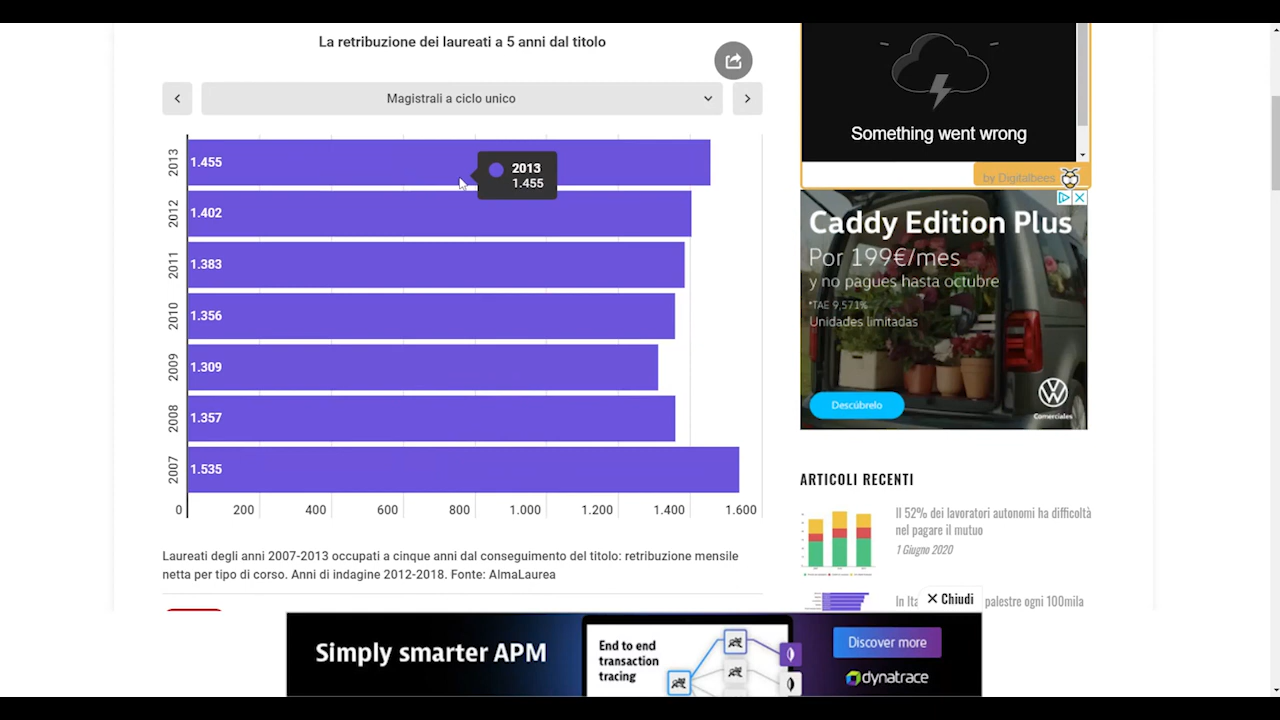 La retribuzione dei laureati a 5 anni dal titolo
Magistrali a ciclo unico
2013
1.455
2013
1.455
2012
1.402
2011
1.383
2010
1.356
2009
1.309
2008
1.357
2007
1.535
0 200 400 600 800 1.000 1.200 1.400 1.600
Laureati degli anni 2007-2013 occupati a cinque anni dal conseguimento del titolo: retribuzione mensile
netta per tipo di corso. Anni di indagine 2012-2018. Fonte: AlmaLaurea
Something went wrong
by Digitalbees
Caddy Edition Plus
Por 199€/mes
y no pagues hasta octubre
*TAE 9,571%
Unidades limitadas
Descúbrelo
Comerciales
ARTICOLI RECENTI
Il 52% dei lavoratori autonomi ha difficoltà
nel pagare il mutuo
1 Giugno 2020
In Ita
palestre ogni 100mila
Chiudi
Simply smarter APM
End to end
transaction
tracing
Discover more
dynatrace